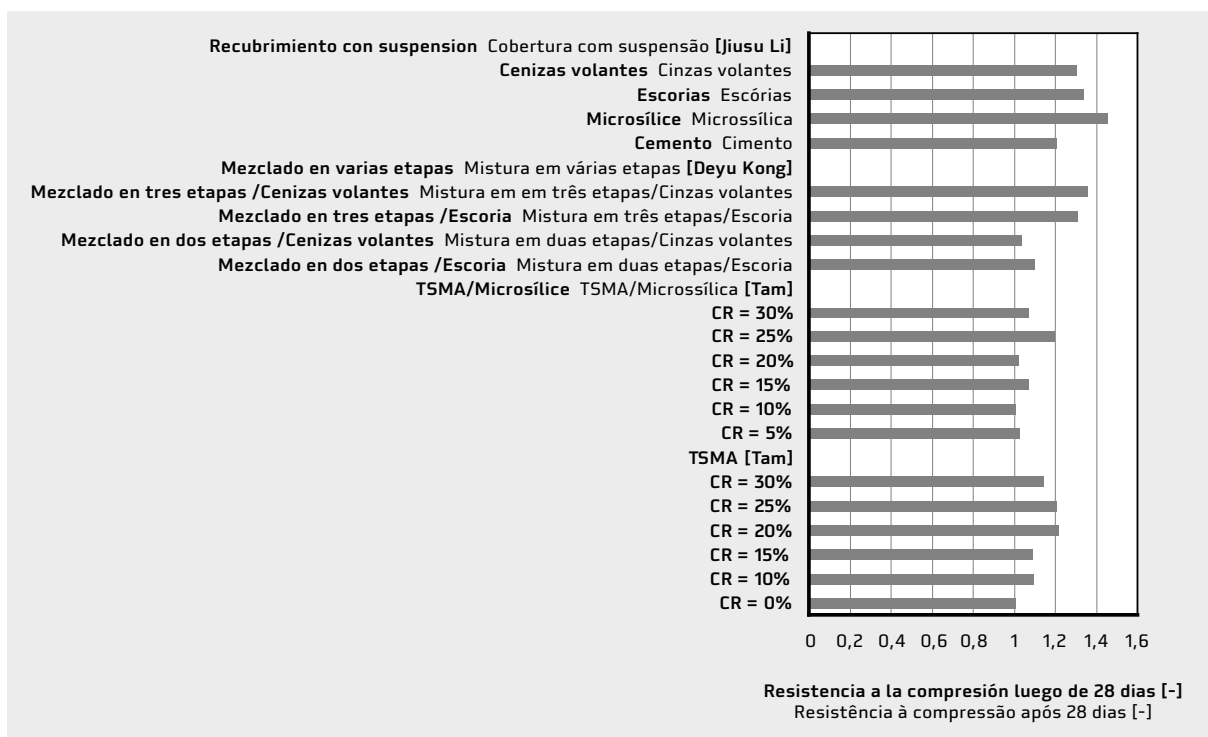 Recubrimiento con suspension Cobertura com suspensão [Jiusu Li]
Cenizas volantes Cinzas volantes
Escorias Escórias
Microsílice Microssílica
Cemento Cimento
Mezclado en varias etapas Mistura em várias etapas [Deyu Kong]
Mezclado en tres etapas /Cenizas volantes Mistura em em três etapas/Cinzas volantes
Mezclado en tres etapas /Escoria Mistura em três etapas/Escoria
Mezclado en dos etapas /Cenizas volantes Mistura em duas etapas/Cinzas volantes
Mezclado en dos etapas /Escoria Mistura em duas etapas/Escoria
TSMA/Microsílice TSMA/Microssílica [Tam]
CR = 30%
CR = 25%
CR = 20%
CR = 15%
CR = 10%
CR = 5%
TSMA [Tam]
CR = 30%
CR = 25%
CR = 20%
CR = 15%
CR = 10%
CR = 0%
0 0,2 0,4 0,6 0,8 1 1,2 1,4 1,6
Resistencia a la compresión luego de 28 dias [-]
Resistência à compressão após 28 dias [-]